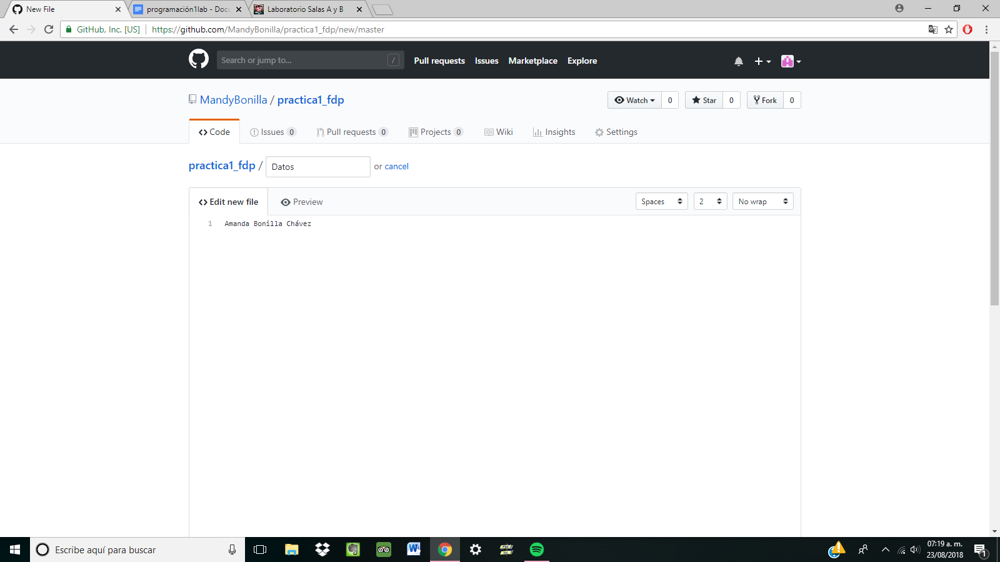 New File
programación1lab - Docu
Laboratorio Salas A y B
GitHub, Inc. [US]
https://github.com/MandyBonilla/practica1_fdp/new/master
Search or jump to...
/
Pull requests
Issues
Marketplace
Explore
MandyBonilla / practica1_fdp
Watch
0
Star
0
Fork
0
Code
Issues 0
Pull requests 0
Projects 0
Wiki
Insights
Settings
practica1_fdp /
Datos
or cancel
Edit new file
Preview
Spaces
2
No wrap
1
Amanda Bonilla Chávez
Escribe aquí para buscar
07:19 a. m.
23/08/2018
1